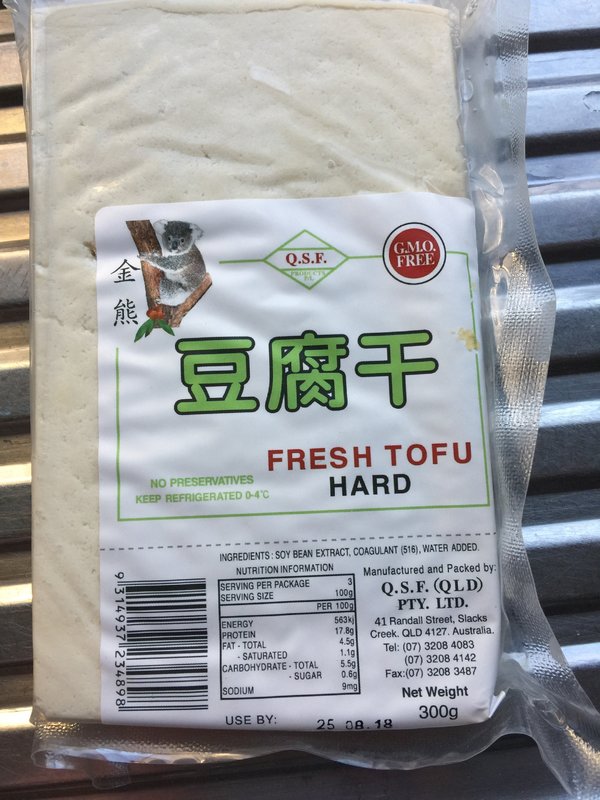 金熊
Q.S.F.
PRODUCTS
P/L
G.M.O.
FREE
豆腐干
FRESH TOFU
HARD
NO PRESERVATIVES
KEEP REFRIGERATED 0-4°C
INGREDIENTS: SOY BEAN EXTRACT, COAGULANT (516), WATER ADDED.
NUTRITION INFORMATION
SERVING PER PACKAGE 3
SERVING SIZE 100g
PER 100g
ENERGY 563kj
PROTEIN 17.8g
FAT - TOTAL 4.5g
- SATURATED 1.1g
CARBOHYDRATE - TOTAL 5.5g
- SUGAR 0.6g
SODIUM 9mg
Manufactured and Packed by:
Q.S.F. (QLD)
PTY. LTD.
41 Randall Street, Slacks
Creek. QLD 4127. Australia.
Tel: (07) 3208 4083
(07) 3208 4142
Fax:(07) 3208 3487
Net Weight
300g
9 314937 234898
USE BY: 25 08.18